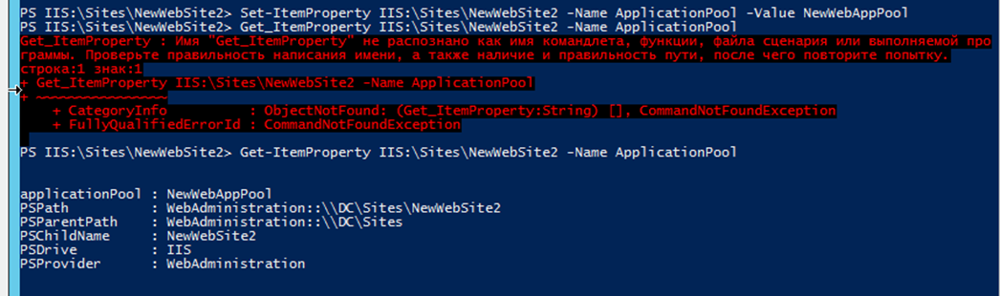 PS IIS:\Sites\NewWebSite2> Set-ItemProperty IIS:\Sites\NewWebSite2 -Name ApplicationPool -Value NewWebAppPool
PS IIS:\Sites\NewWebSite2> Get_ItemProperty IIS:\Sites\NewWebSite2 -Name ApplicationPool
Get_ItemProperty : Имя "Get_ItemProperty" не распознано как имя командлета, функции, файла сценария или выполняемой про
граммы. Проверьте правильность написания имени, а также наличие и правильность пути, после чего повторите попытку.
строка:1 знак:1
+ Get_ItemProperty IIS:\Sites\NewWebSite2 -Name ApplicationPool
+ ~~~~~~~~~~~~~~~~
    + CategoryInfo          : ObjectNotFound: (Get_ItemProperty:String) [], CommandNotFoundException
    + FullyQualifiedErrorId : CommandNotFoundException
PS IIS:\Sites\NewWebSite2> Get-ItemProperty IIS:\Sites\NewWebSite2 -Name ApplicationPool
applicationPool : NewWebAppPool
PSPath          : WebAdministration::\\DC\Sites\NewWebSite2
PSParentPath    : WebAdministration::\\DC\Sites
PSChildName     : NewWebSite2
PSDrive         : IIS
PSProvider      : WebAdministration